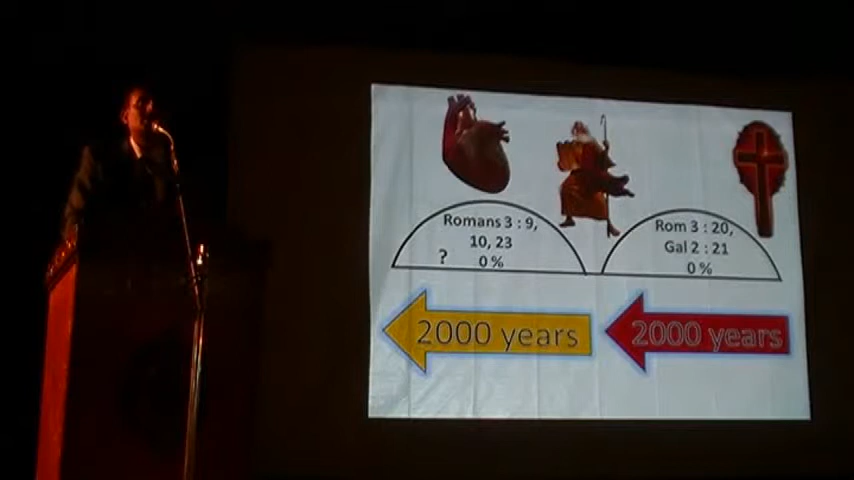 Romans 3 : 9,
10, 23
? 0 %
Rom 3 : 20,
Gal 2 : 21
0 %
2000 years
2000 years